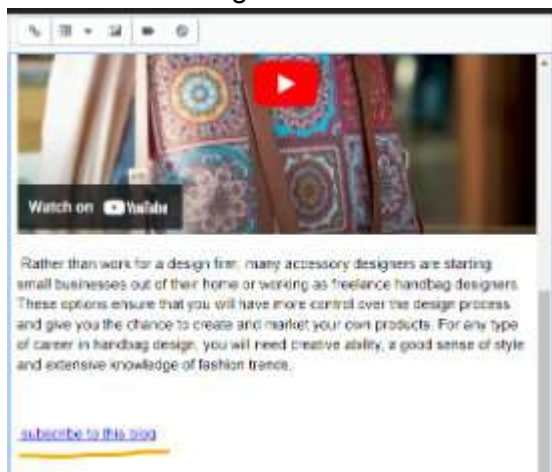 Watch on YouTube
Rather than work for a design firm, many accessory designers are starting
small businesses out of their home or working as freelance handbag designers.
These options ensure that you will have more control over the design process
and give you the chance to create and market your own products. For any type
of career in handbag design, you will need creative ability, a good sense of style
and extensive knowledge of fashion trends.
subscribe to this blog